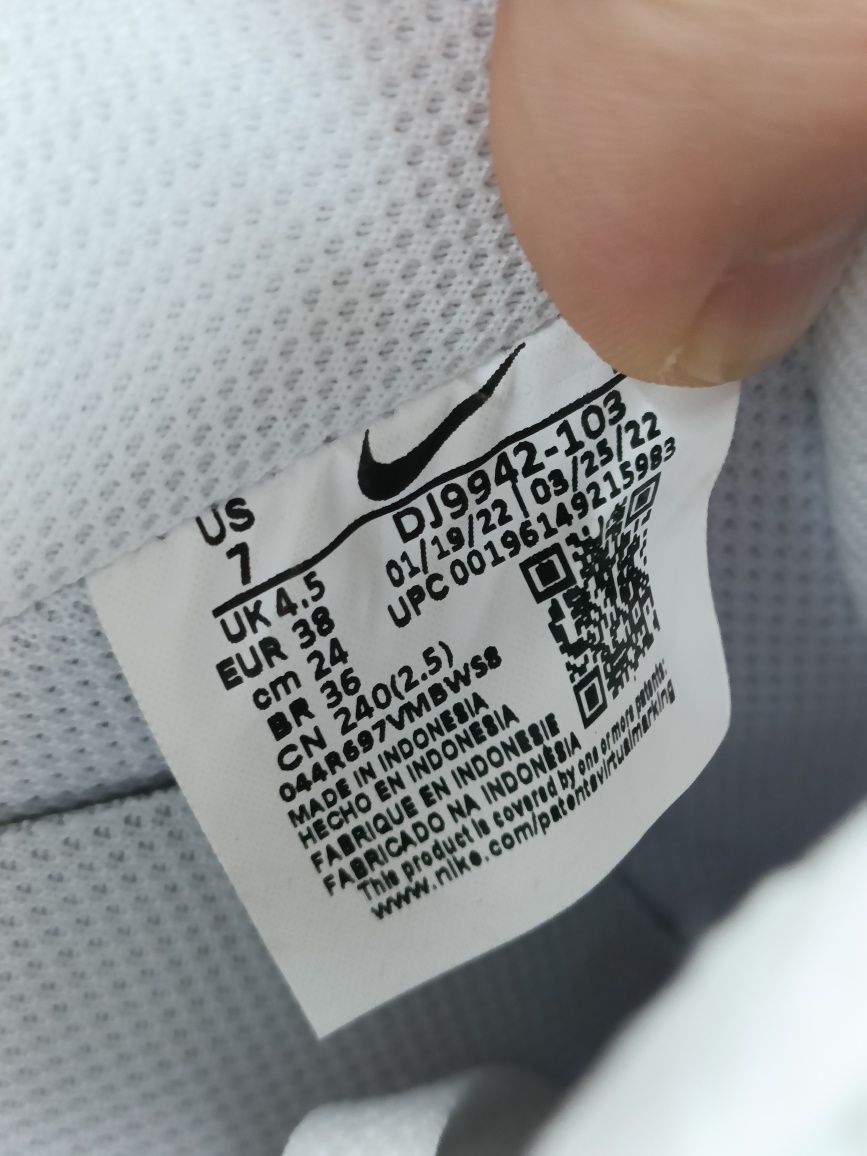 US
7
DJ9942-103
01/19/22 | 03/25/22
UPC 00196149215983
UK 4.5
EUR 38
cm 24
BR 36
CN 240(2.5)
044R697VMBWS8
MADE IN INDONESIA
HECHO EN INDONESIA
FABRIQUE EN INDONESIE
FABRICADO NA INDONÉSIA
This product is covered by one or more patents:
www.nike.com/patentsvirtualmarking